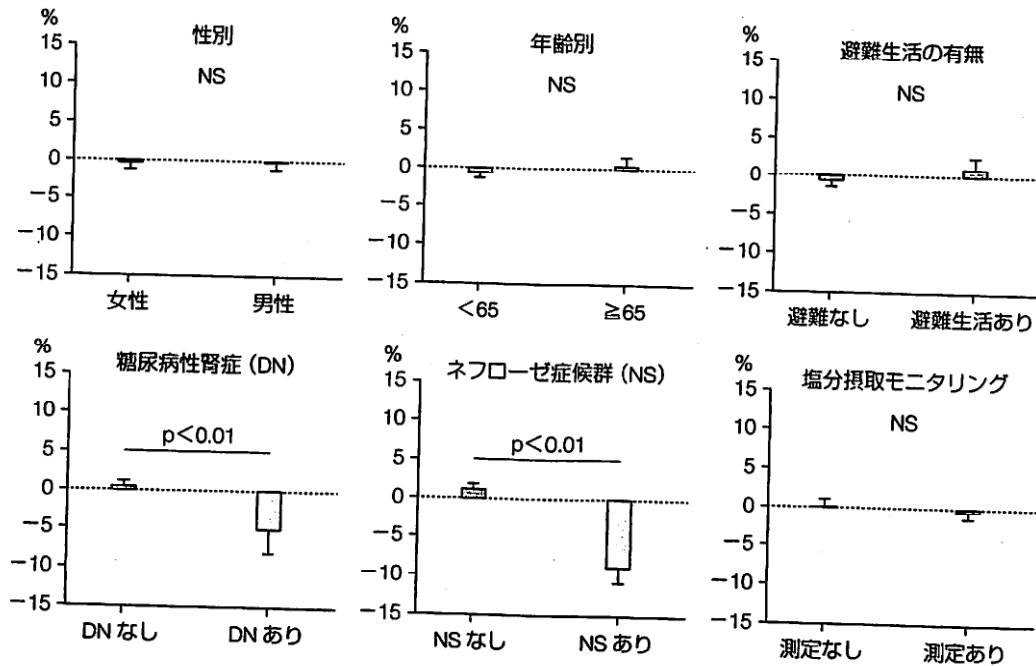 %
性別
NS
15
10
5
0
−5
−10
−15
女性
男性
%
年齢別
NS
15
10
5
0
−5
−10
−15
＜65
≧65
%
避難生活の有無
NS
15
10
5
0
−5
−10
−15
避難なし
避難生活あり
%
糖尿病性腎症（DN）
p＜0.01
15
10
5
0
−5
−10
−15
DN なし
DN あり
%
ネフローゼ症候群（NS）
p＜0.01
15
10
5
0
−5
−10
−15
NS なし
NS あり
%
塩分摂取モニタリング
NS
15
10
5
0
−5
−10
−15
測定なし
測定あり